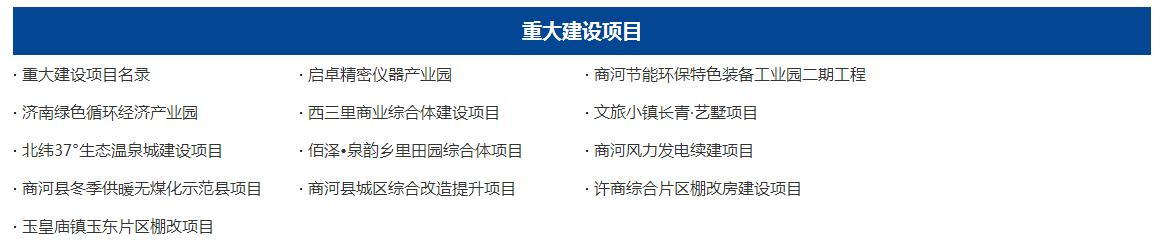 重大建设项目
· 重大建设项目名录 · 启卓精密仪器产业园 · 商河节能环保特色装备工业园二期工程
· 济南绿色循环经济产业园 · 西三里商业综合体建设项目 · 文旅小镇长青·艺墅项目
· 北纬37°生态温泉城建设项目 · 佰泽•泉韵乡里田园综合体项目 · 商河风力发电续建项目
· 商河县冬季供暖无煤化示范县项目 · 商河县城区综合改造提升项目 · 许商综合片区棚改房建设项目
· 玉皇庙镇玉东片区棚改项目